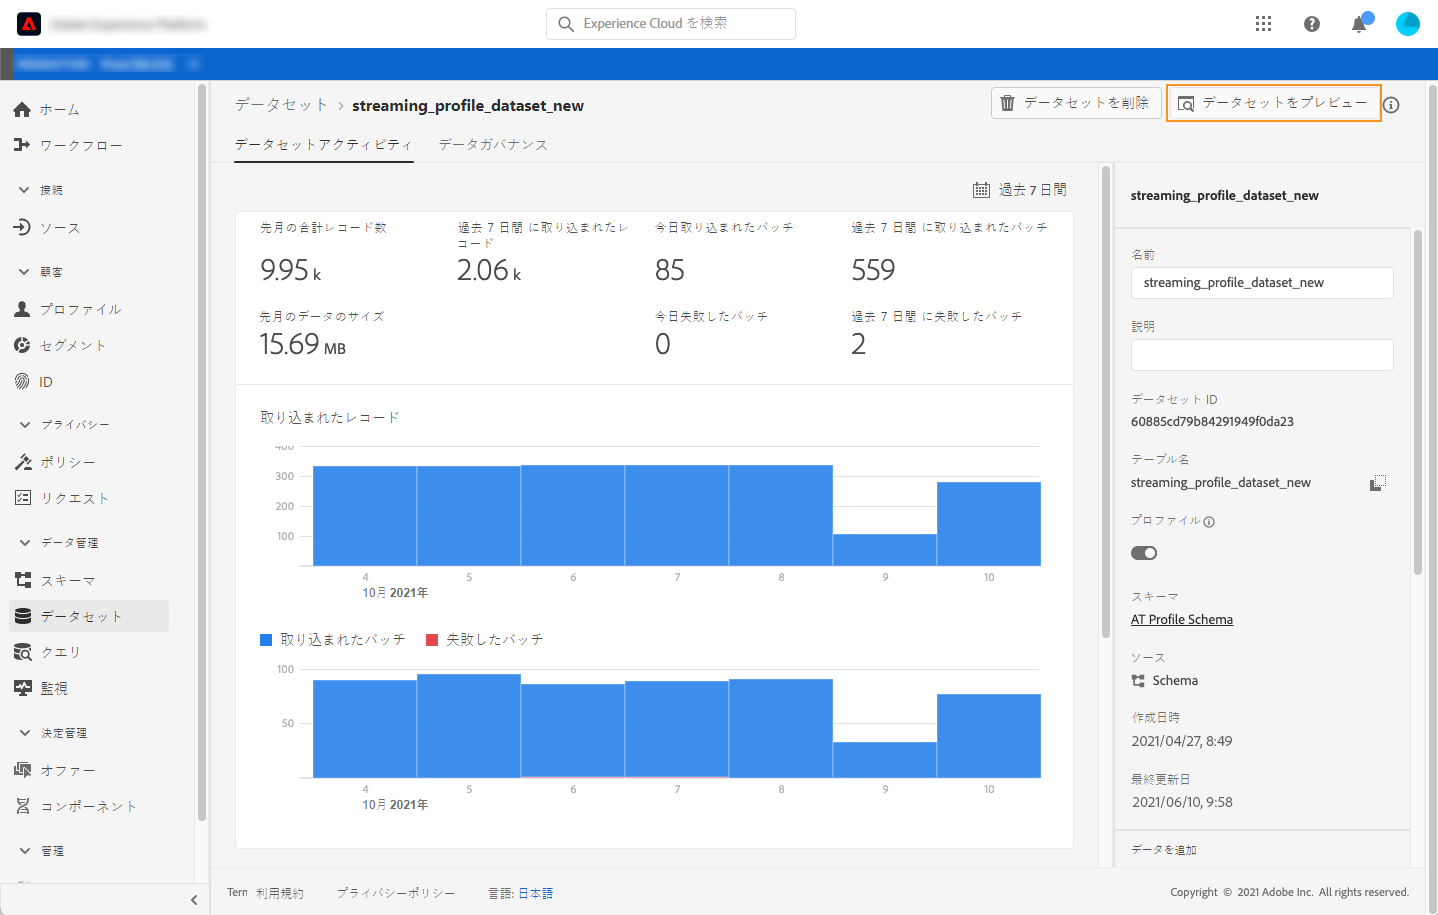 Experience Cloud を検索
ホーム
ワークフロー
接続
ソース
顧客
プロファイル
セグメント
ID
プライバシー
ポリシー
リクエスト
データ管理
スキーマ
データセット
クエリ
監視
決定管理
オファー
コンポーネント
管理
データセット > streaming_profile_dataset_new
データセットを削除
データセットをプレビュー
データセットアクティビティ
データガバナンス
過去 7 日間
先月の合計レコード数
9.95 k
過去 7 日間 に取り込まれたレ
コード
2.06 k
今日取り込まれたバッチ
85
過去 7 日間 に取り込まれたバッチ
559
先月のデータのサイズ
15.69 MB
今日失敗したバッチ
0
過去 7 日間 に失敗したバッチ
2
取り込まれたレコード
400
300
200
100
4 5 6 7 8 9 10
10月 2021年
取り込まれたバッチ 失敗したバッチ
100
50
4 5 6 7 8 9 10
10月 2021年
streaming_profile_dataset_new
名前
streaming_profile_dataset_new
説明
データセット ID
60885cd79b84291949f0da23
テーブル名
streaming_profile_dataset_new
プロファイル
スキーマ
AT Profile Schema
ソース
Schema
作成日時
2021/04/27, 8:49
最終更新日
2021/06/10, 9:58
データを追加
Tern 利用規約 プライバシーポリシー 言語: 日本語
Copyright © 2021 Adobe Inc. All rights reserved.